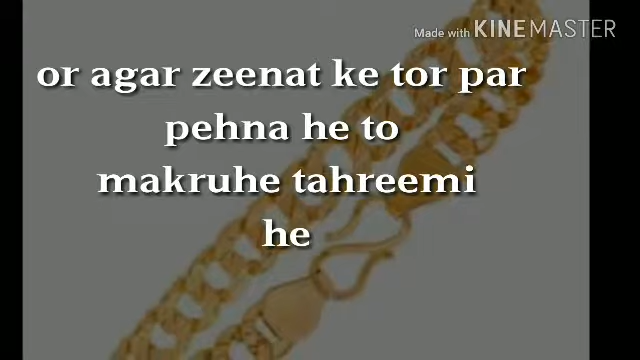 Made with KINEMASTER
or agar zeenat ke tor par
pehna he to
makruhe tahreemi
he